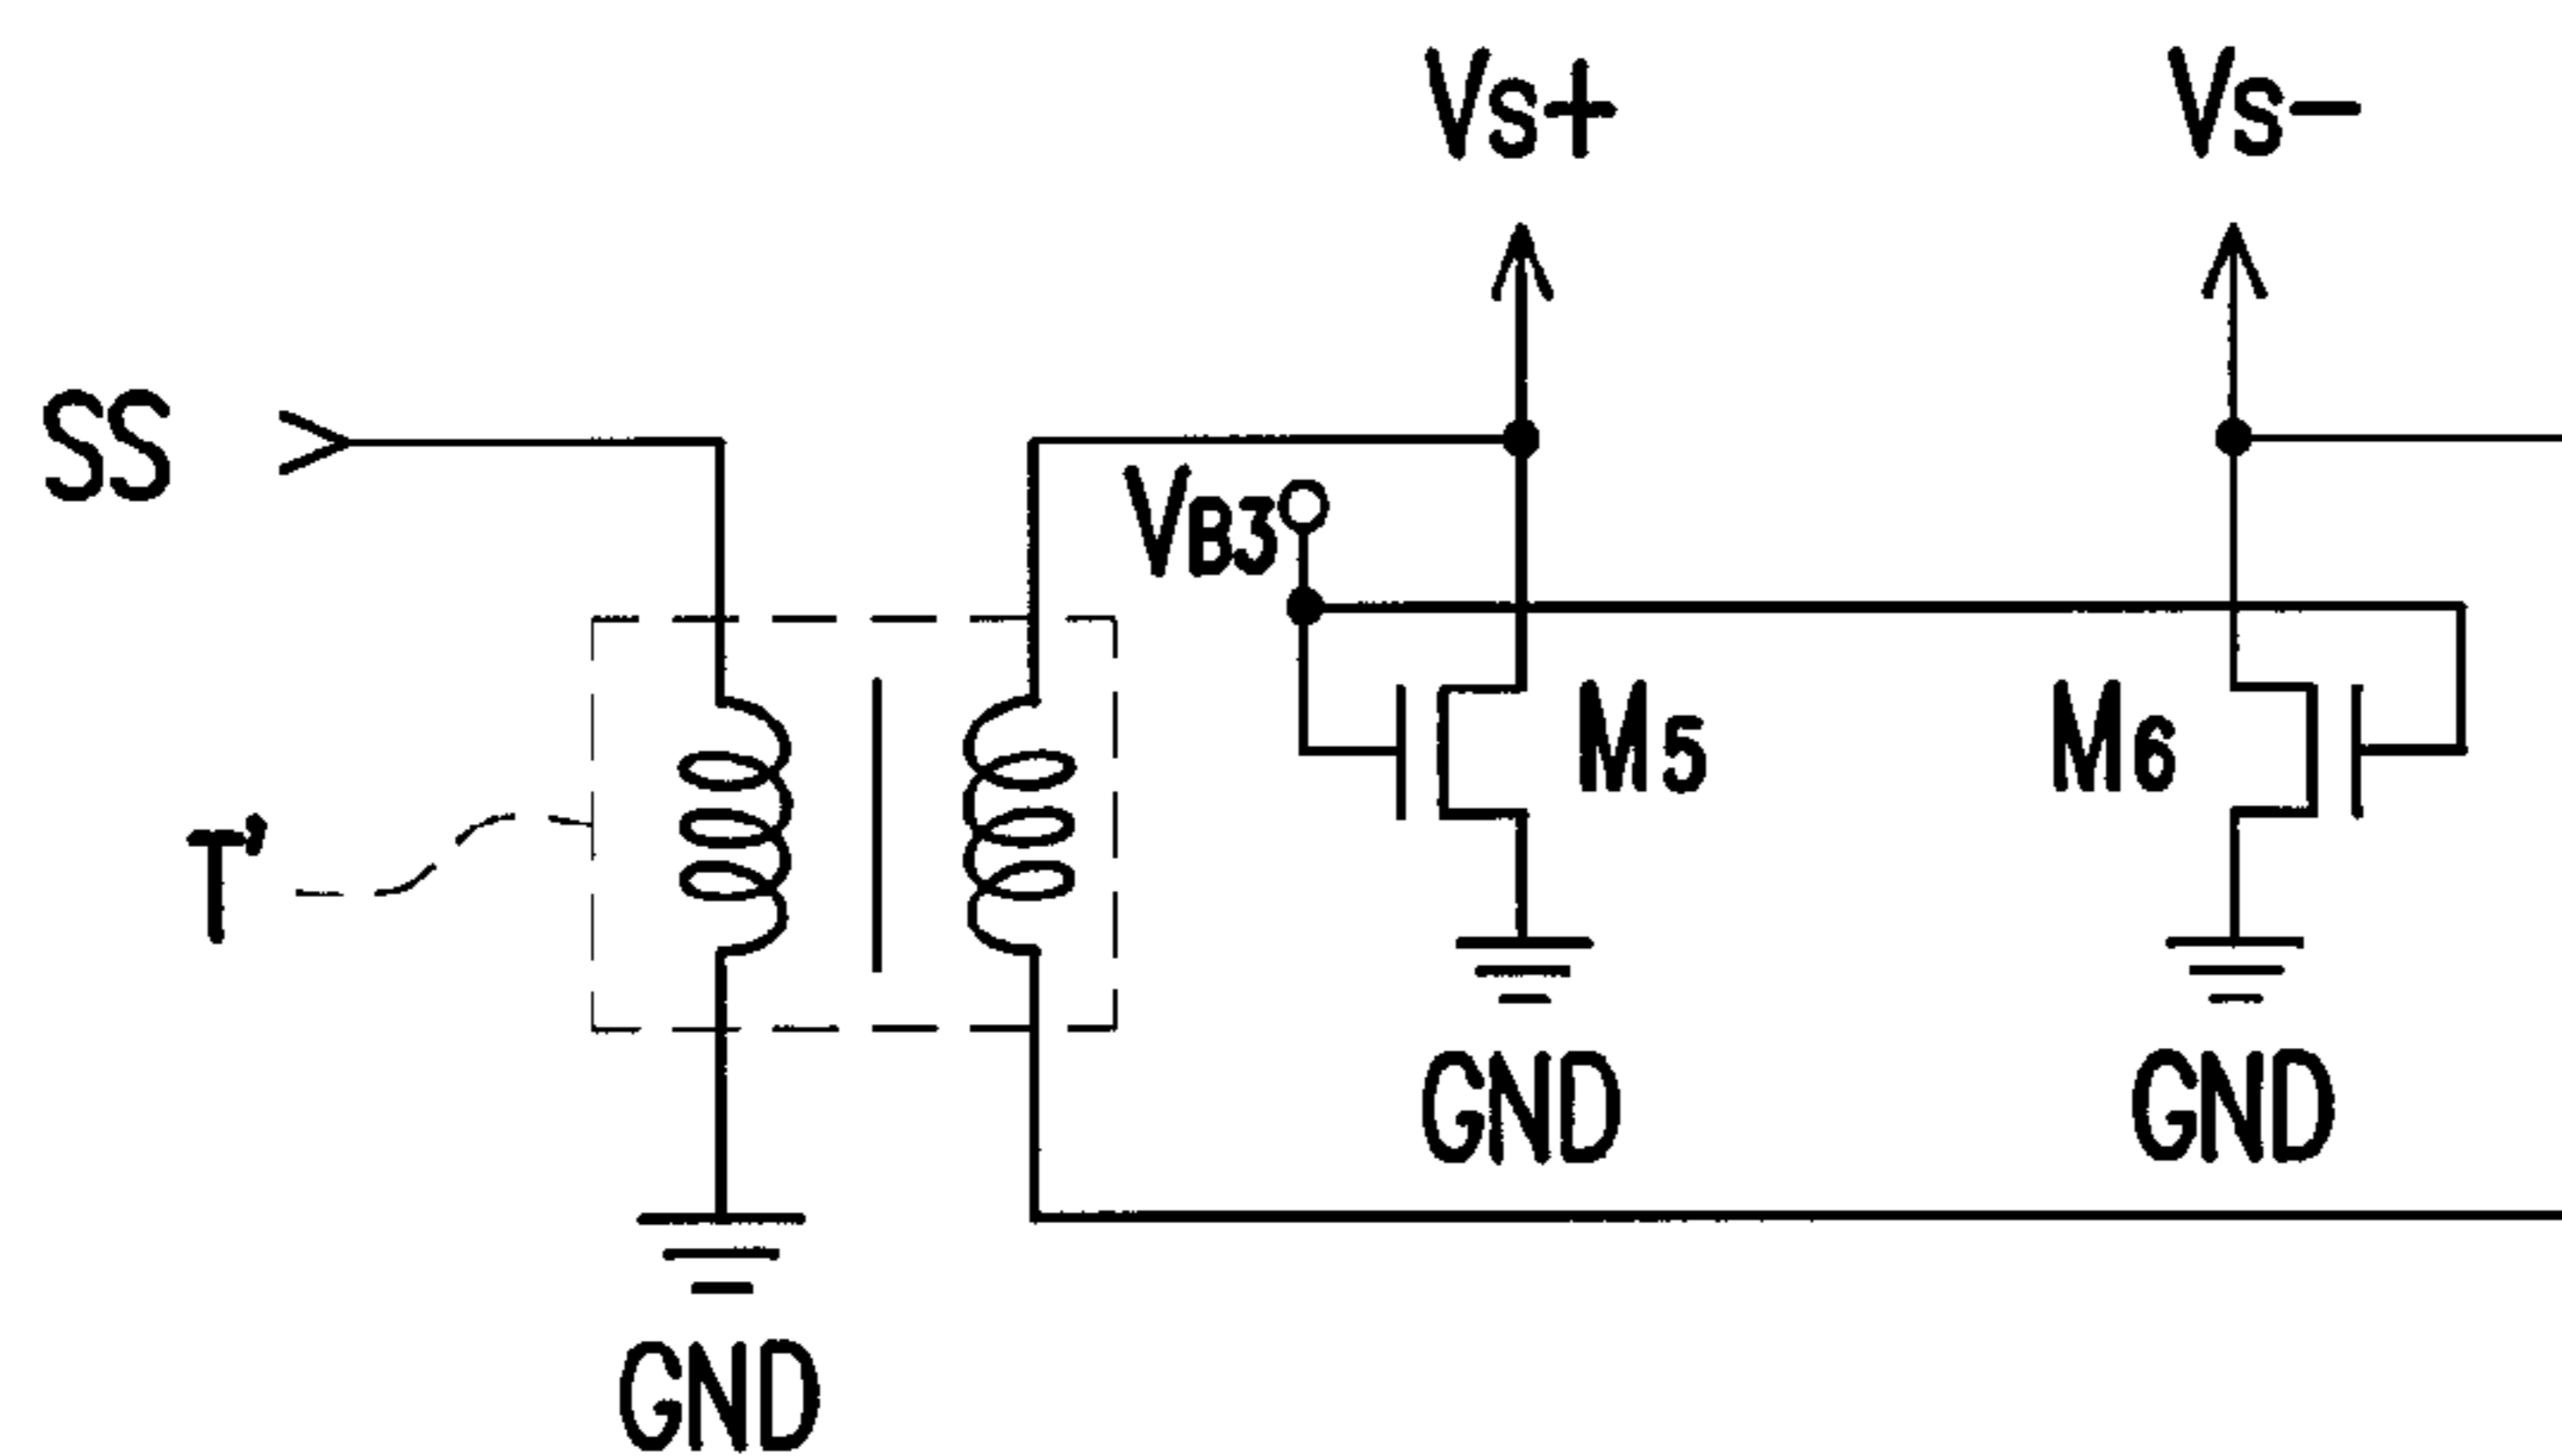 Vs+ Vs-
SS
VB3
M5 M6
T'
GND GND
GND